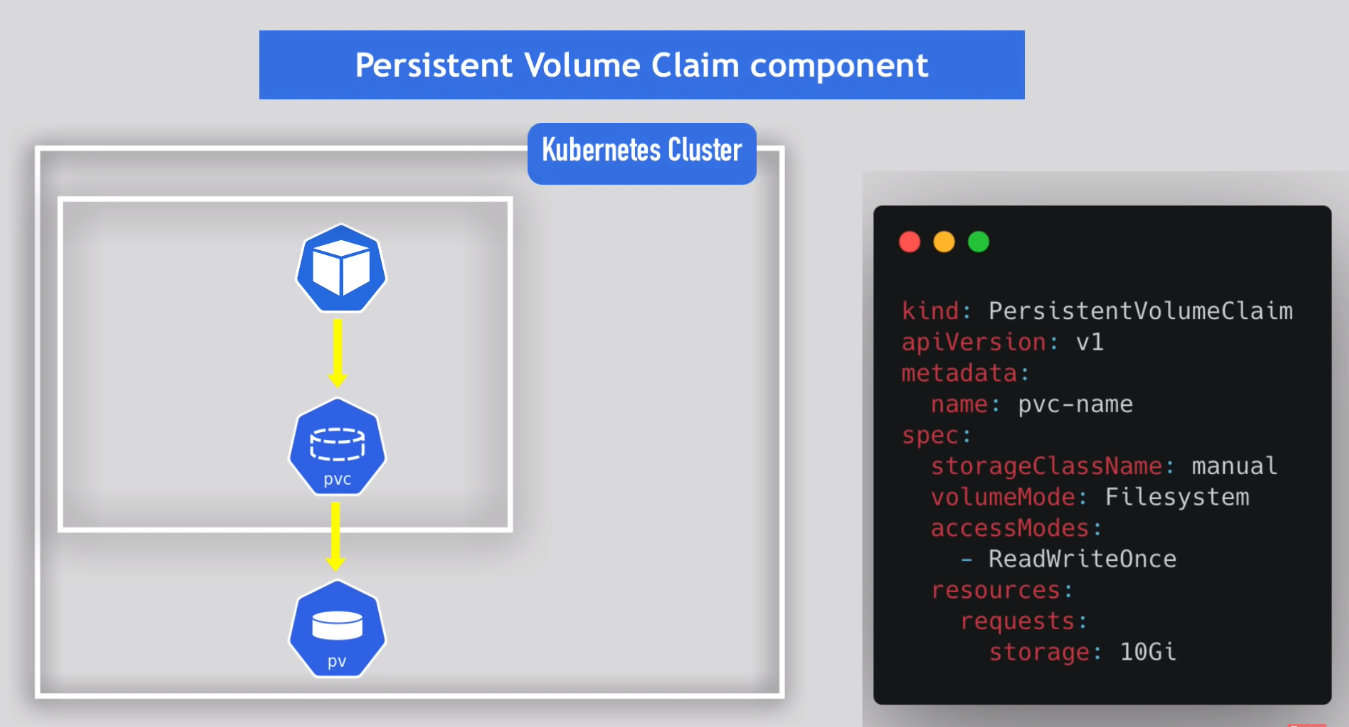 Persistent Volume Claim component
Kubernetes Cluster
pvc
pv
kind: PersistentVolumeClaim
apiVersion: v1
metadata:
  name: pvc-name
spec:
  storageClassName: manual
  volumeMode: Filesystem
  accessModes:
    - ReadWriteOnce
  resources:
    requests:
      storage: 10Gi